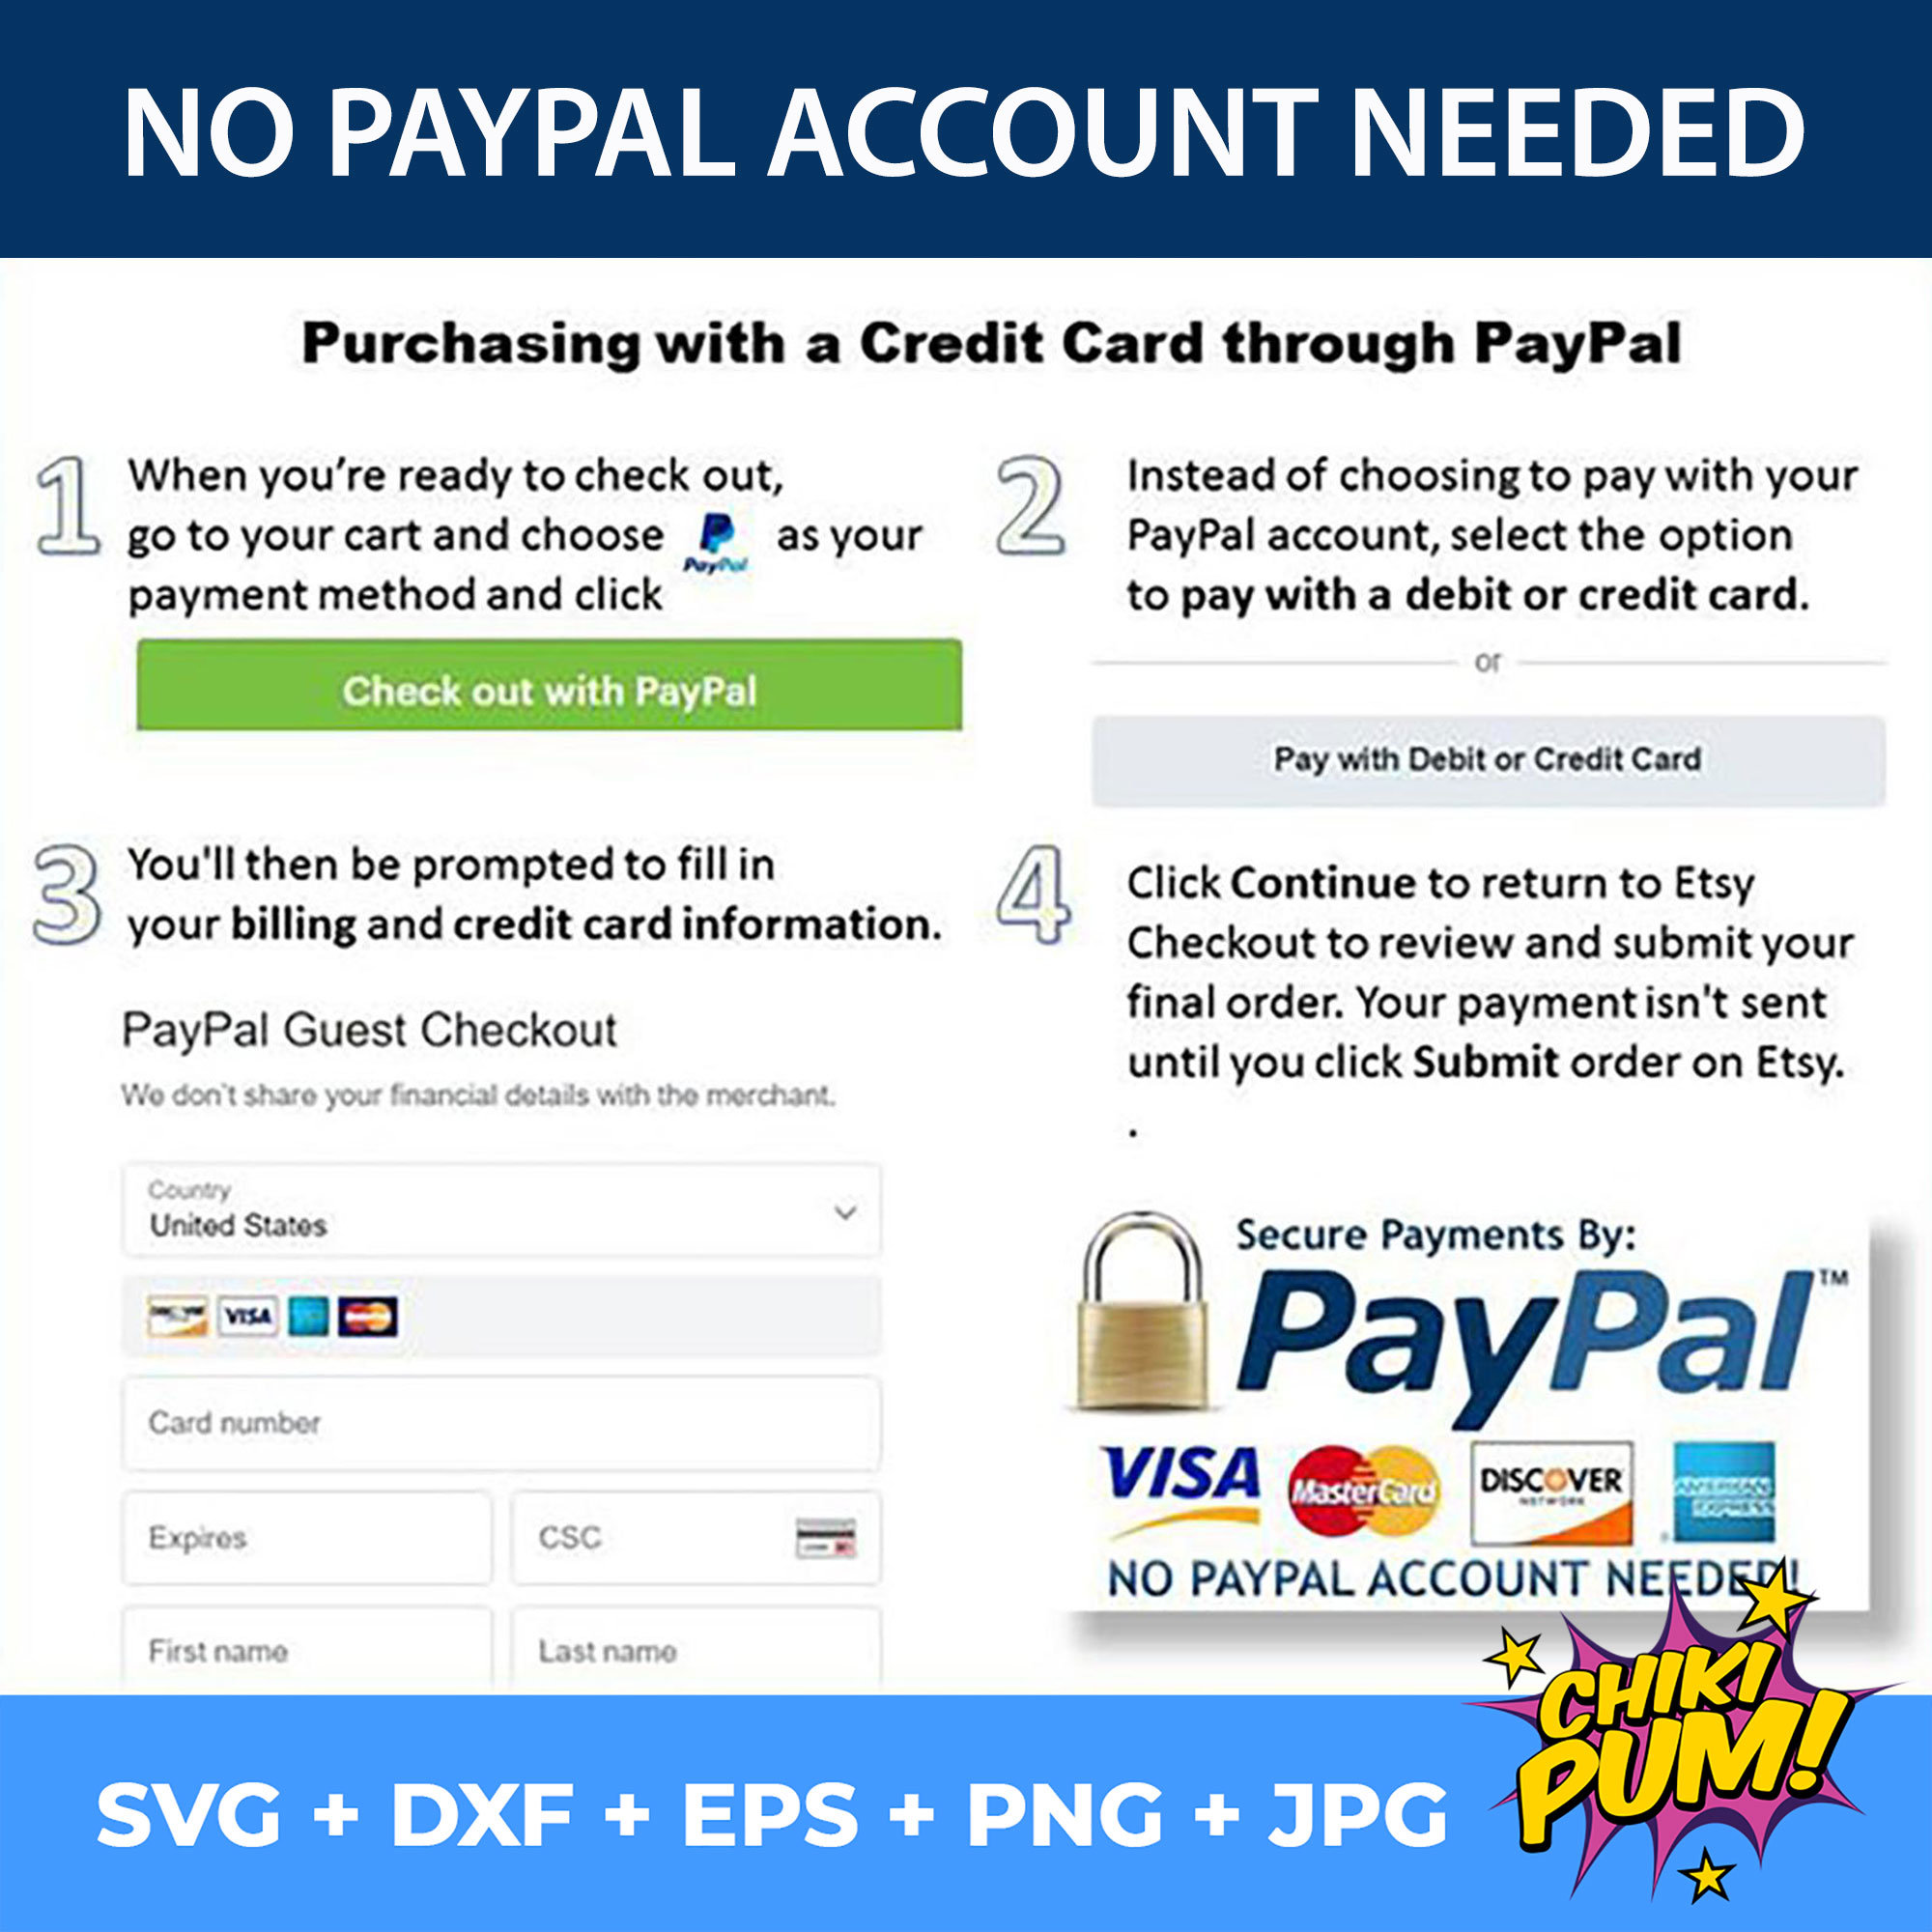 NO PAYPAL ACCOUNT NEEDED
Purchasing with a Credit Card through PayPal
1
When you're ready to check out,
go to your cart and choose PayPal as your
payment method and click
Check out with PayPal
2
Instead of choosing to pay with your
PayPal account, select the option
to pay with a debit or credit card.
or
Pay with Debit or Credit Card
3
You'll then be prompted to fill in
your billing and credit card information.
PayPal Guest Checkout
We don't share your financial details with the merchant.
Country
United States
DISCOVER VISA
Card number
Expires CSC
First name Last name
4
Click Continue to return to Etsy
Checkout to review and submit your
final order. Your payment isn't sent
until you click Submit order on Etsy.
.
Secure Payments By:
PayPal™
VISA MasterCard DISCOVER NETWORK AMERICAN EXPRESS
NO PAYPAL ACCOUNT NEEDED!
CHIKI
PUM!
SVG + DXF + EPS + PNG + JPG